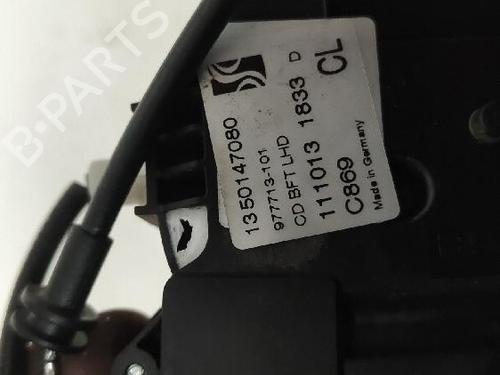 B-PARTS
1350147080
977713-101
CD BFT LHD
111013 1833 D
C869 CL
Made in Germany